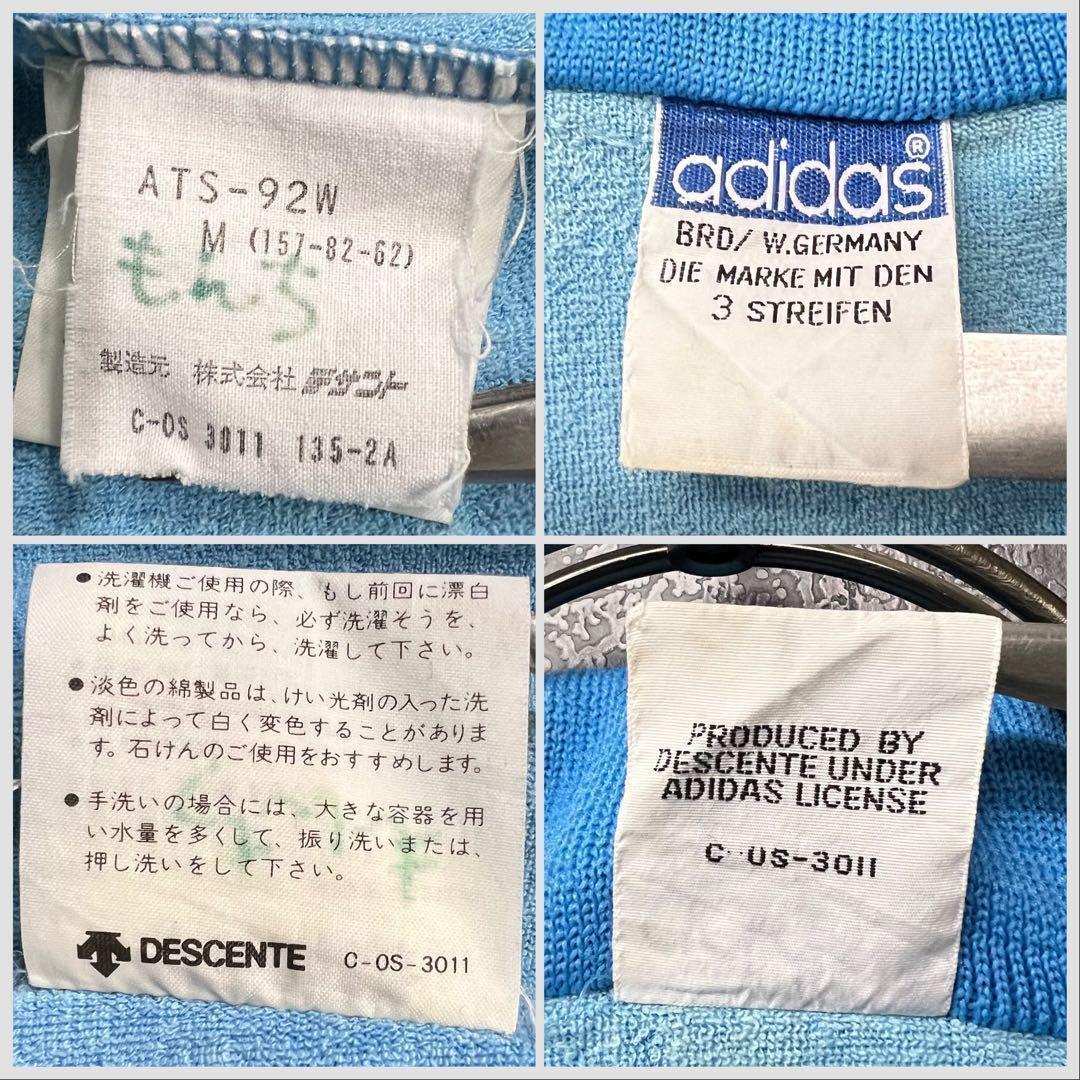 ATS-92W
M (157-82-62)
もんち
製造元 株式会社 デサント
C-OS 3011 135-2A
adidas®
BRD/ W.GERMANY
DIE MARKE MIT DEN
3 STREIFEN
● 洗濯機ご使用の際、もし前回に漂白
剤をご使用なら、必ず洗濯そうを、
よく洗ってから、洗濯して下さい。
● 淡色の綿製品は、けい光剤の入った洗
剤によって白く変色することがありま
す。石けんのご使用をおすすめします。
● 手洗いの場合には、大きな容器を用
い水量を多くして、振り洗いまたは、
押し洗いをして下さい。
DESCENTE C-OS-3011
PRODUCED BY
DESCENTE UNDER
ADIDAS LICENSE
C-OS-3011